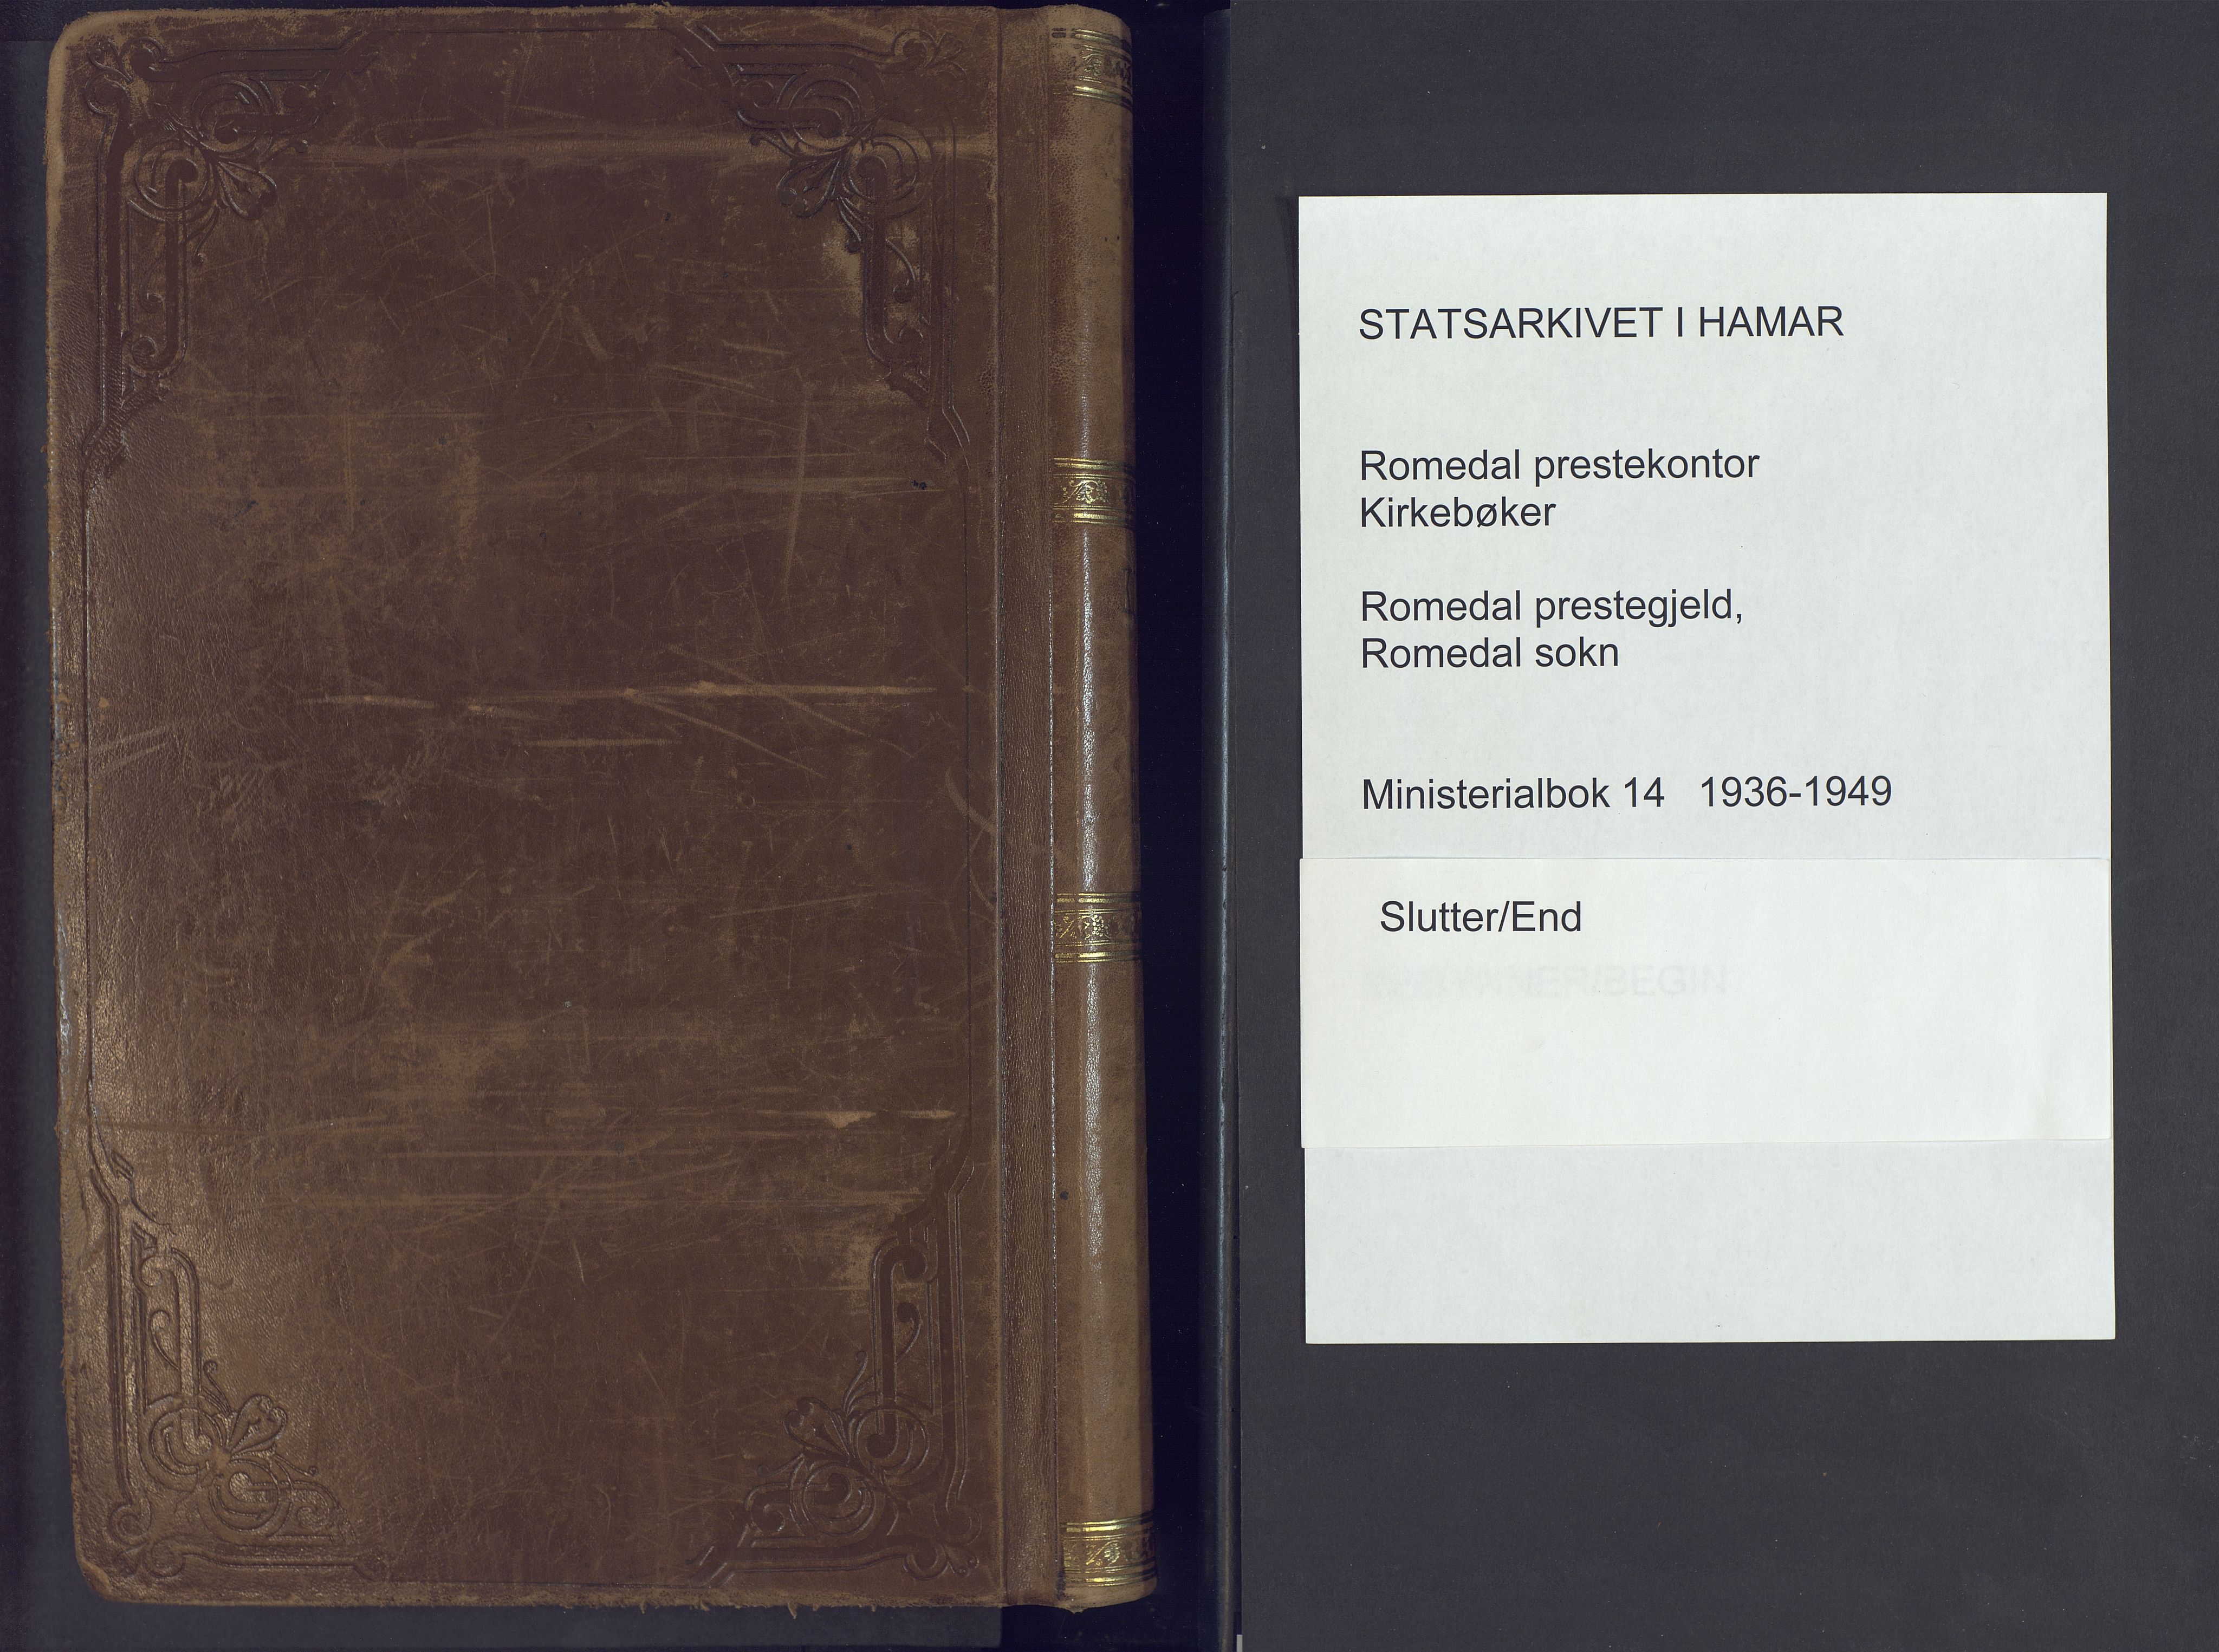 STATSARKIVET I HAMAR
Romedal prestekontor
Kirkebøker
Romedal prestegjeld,
Romedal sokn
Ministerialbok 14 1936-1949
Slutter/End